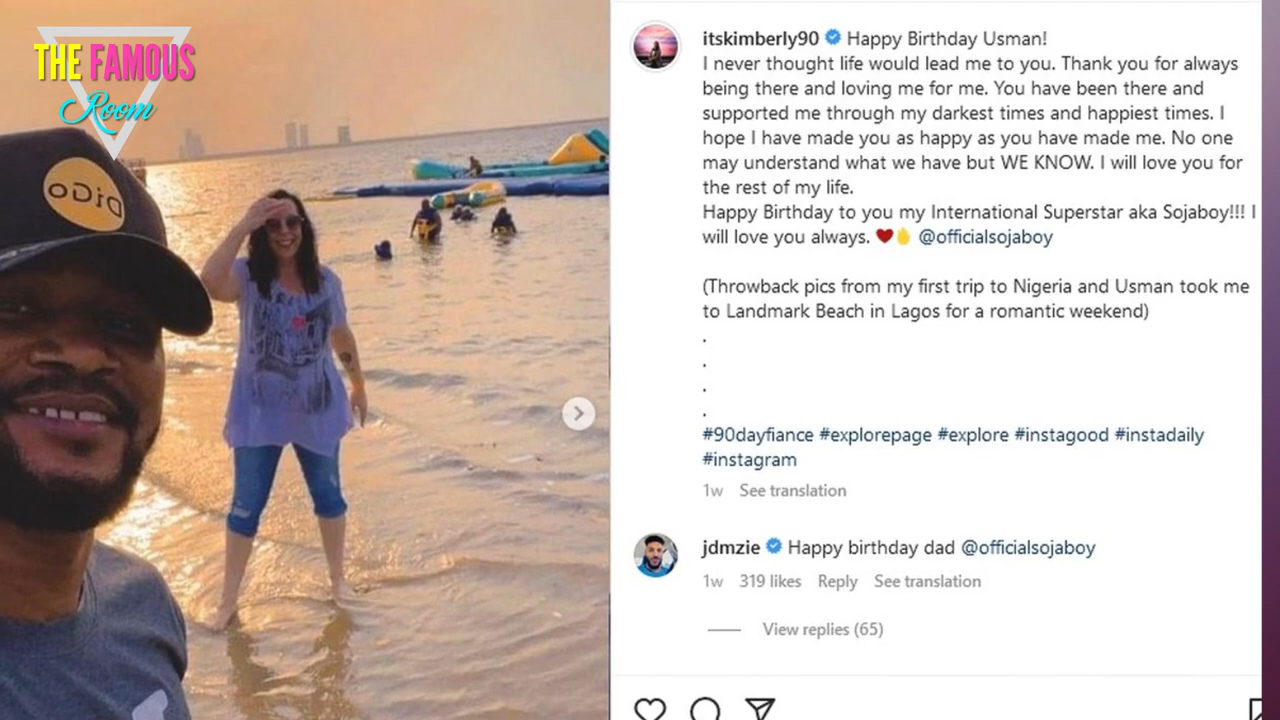 THE FAMOUS
Room
DiGo
itskimberly90 Happy Birthday Usman!
I never thought life would lead me to you. Thank you for always
being there and loving me for me. You have been there and
supported me through my darkest times and happiest times. I
hope I have made you as happy as you have made me. No one
may understand what we have but WE KNOW. I will love you for
the rest of my life.
Happy Birthday to you my International Superstar aka Sojaboy!!! I
will love you always. ❤️✋ @officialsojaboy
(Throwback pics from my first trip to Nigeria and Usman took me
to Landmark Beach in Lagos for a romantic weekend)
.
.
.
.
#90dayfiance #explorepage #explore #instagood #instadaily
#instagram
1w See translation
jdmzie Happy birthday dad @officialsojaboy
1w 319 likes Reply See translation
View replies (65)